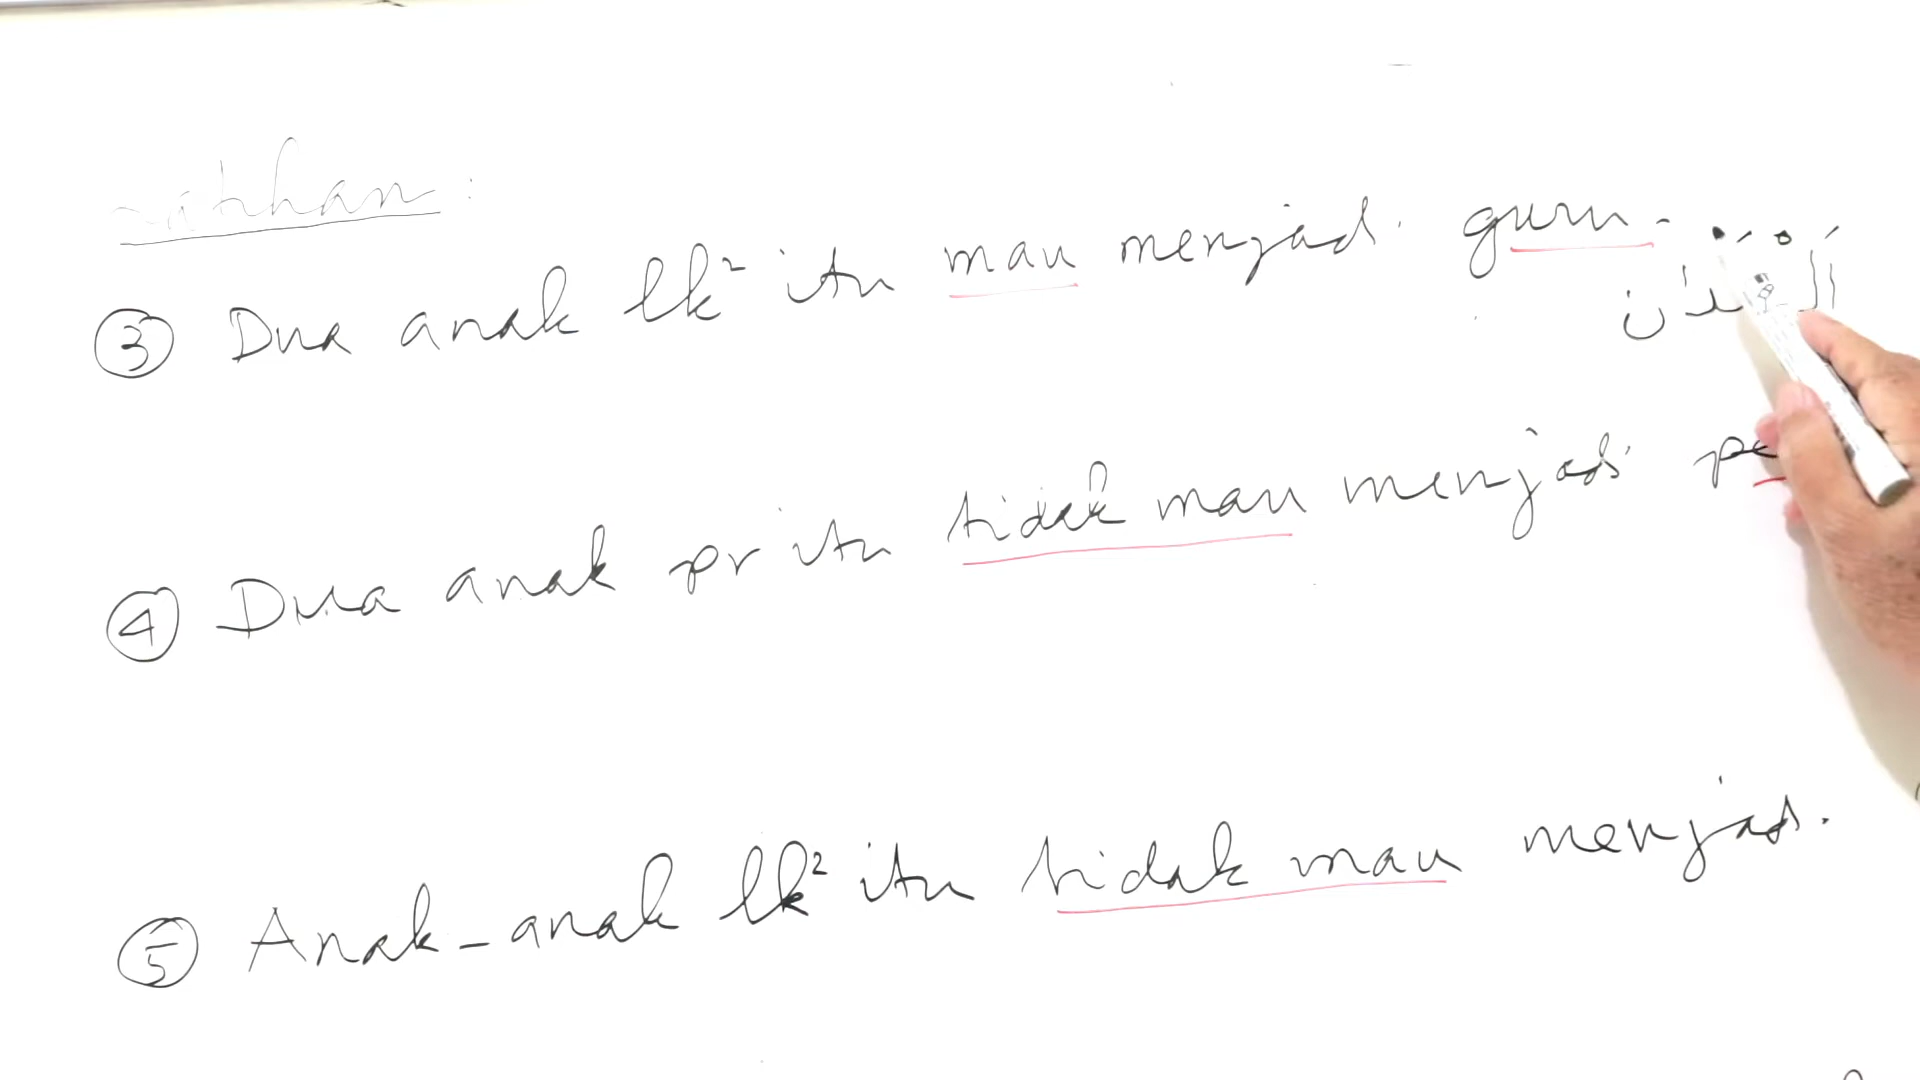 Latihan :
③ Dua anak lk² itu mau menjadi guru.
④ Dua anak pr itu tidak mau menjadi
⑤ Anak-anak lk² itu tidak mau menjadi